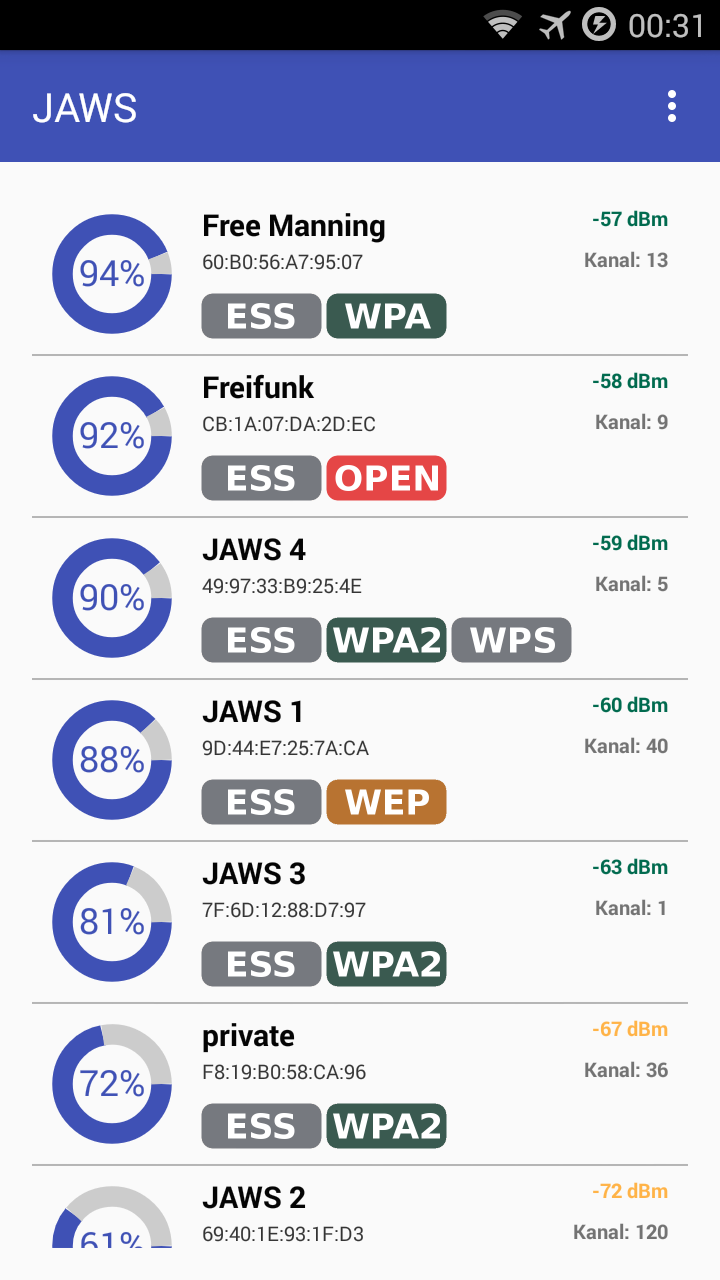 00:31
JAWS
94%
Free Manning
-57 dBm
60:B0:56:A7:95:07
Kanal: 13
ESS WPA
92%
Freifunk
-58 dBm
CB:1A:07:DA:2D:EC
Kanal: 9
ESS OPEN
90%
JAWS 4
-59 dBm
49:97:33:B9:25:4E
Kanal: 5
ESS WPA2 WPS
88%
JAWS 1
-60 dBm
9D:44:E7:25:7A:CA
Kanal: 40
ESS WEP
81%
JAWS 3
-63 dBm
7F:6D:12:88:D7:97
Kanal: 1
ESS WPA2
72%
private
-67 dBm
F8:19:B0:58:CA:96
Kanal: 36
ESS WPA2
61%
JAWS 2
-72 dBm
69:40:1E:93:1F:D3
Kanal: 120